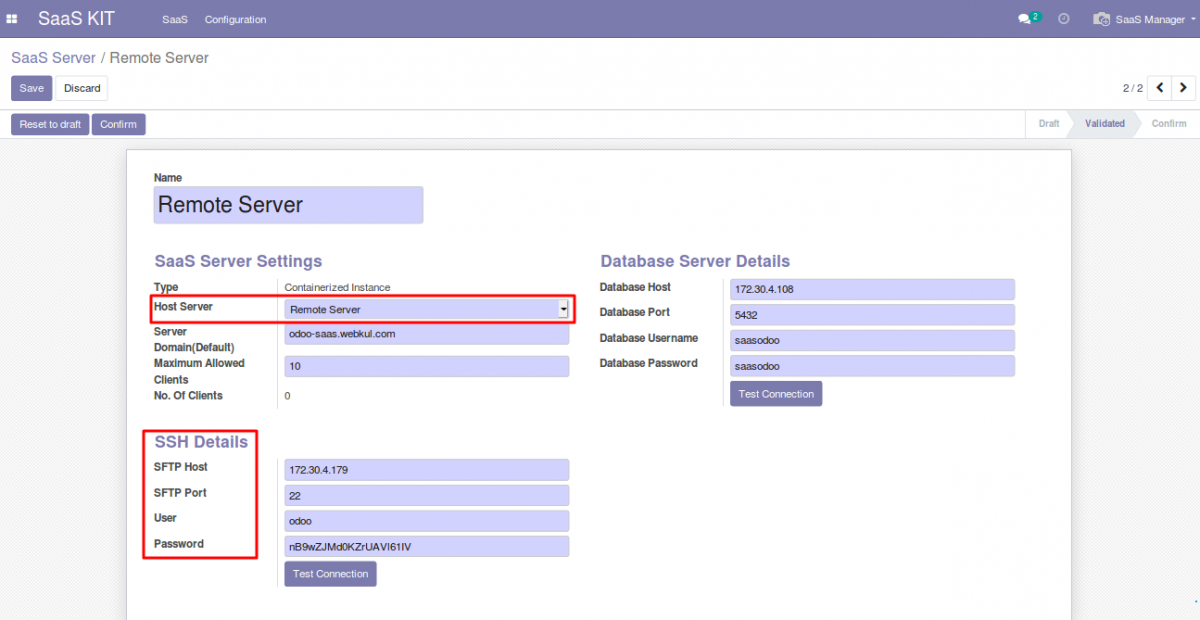 SaaS KIT SaaS Configuration 2 SaaS Manager
SaaS Server / Remote Server
Save Discard 2 / 2
Reset to draft Confirm Draft Validated Confirm
Name
Remote Server
SaaS Server Settings
Type Containerized Instance
Host Server Remote Server
Server Domain(Default) odoo-saas.webkul.com
Maximum Allowed Clients 10
No. Of Clients 0
Database Server Details
Database Host 172.30.4.108
Database Port 5432
Database Username saasodoo
Database Password saasodoo
Test Connection
SSH Details
SFTP Host 172.30.4.179
SFTP Port 22
User odoo
Password
Test Connection